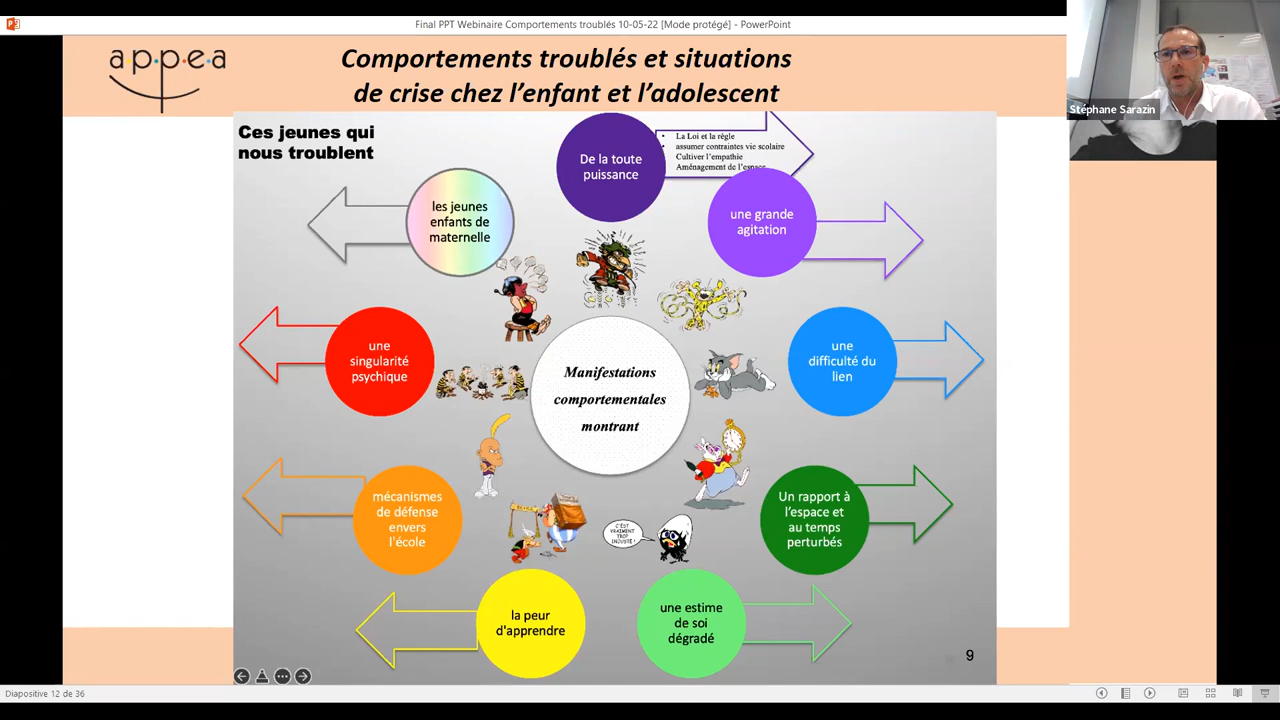 Final PPT Webinaire Comportements troublés 10-05-22 [Mode protégé] - PowerPoint
appea
Comportements troublés et situations
de crise chez l’enfant et l’adolescent
Stéphane Sarazin
Ces jeunes qui
nous troublent
De la toute
puissance
• La Loi et la règle
• assumer contraintes vie scolaire
Cultiver l’empathie
Aménagement de l’espace
une grande
agitation
les jeunes
enfants de
maternelle
une
singularité
psychique
une
difficulté du
lien
Manifestations
comportementales
montrant
mécanismes
de défense
envers
l'école
Un rapport à
l’espace et
au temps
perturbés
C'EST
VRAIMENT
TROP
INJUSTE !
la peur
d'apprendre
une estime
de soi
dégradé
9
Diapositive 12 de 36